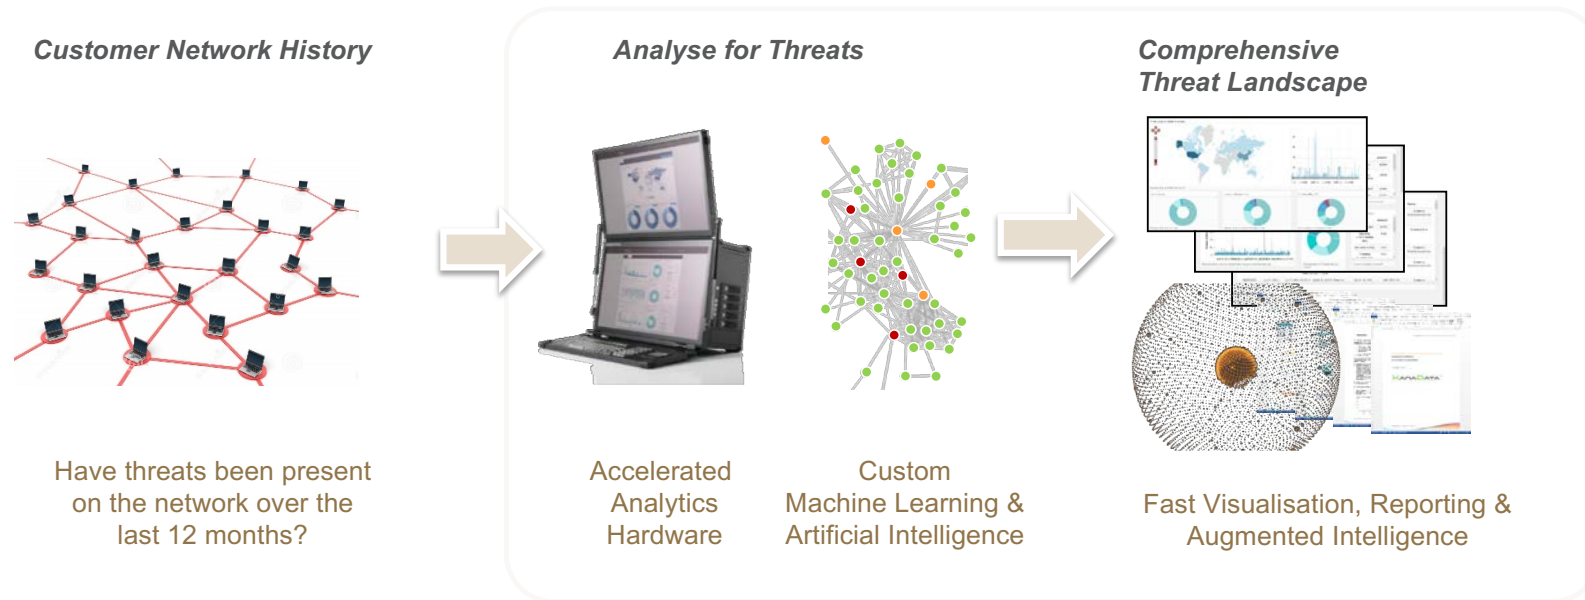 Customer Network History
Analyse for Threats
Comprehensive
Threat Landscape
Have threats been present
on the network over the
last 12 months?
Accelerated
Analytics
Hardware
Custom
Machine Learning &
Artificial Intelligence
Fast Visualisation, Reporting &
Augmented Intelligence